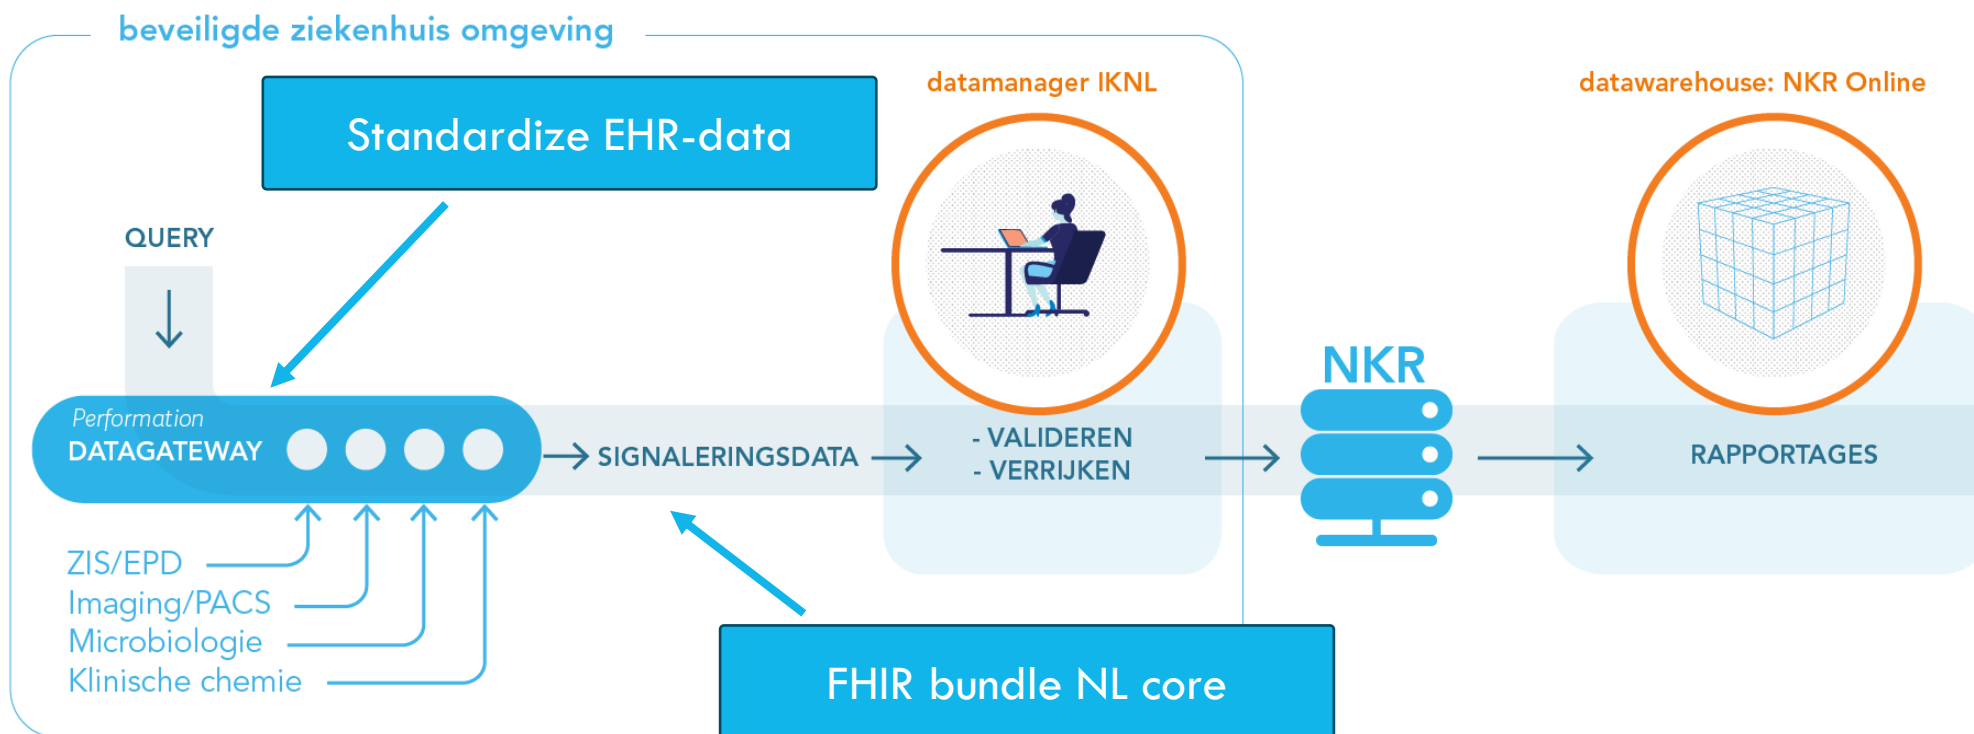 beveiligde ziekenhuis omgeving
Standardize EHR-data
datamanager IKNL
datawarehouse: NKR Online
QUERY
NKR
Performation
DATAGATEWAY
SIGNALERINGSDATA
- VALIDEREN
- VERRIJKEN
RAPPORTAGES
ZIS/EPD
Imaging/PACS
Microbiologie
Klinische chemie
FHIR bundle NL core